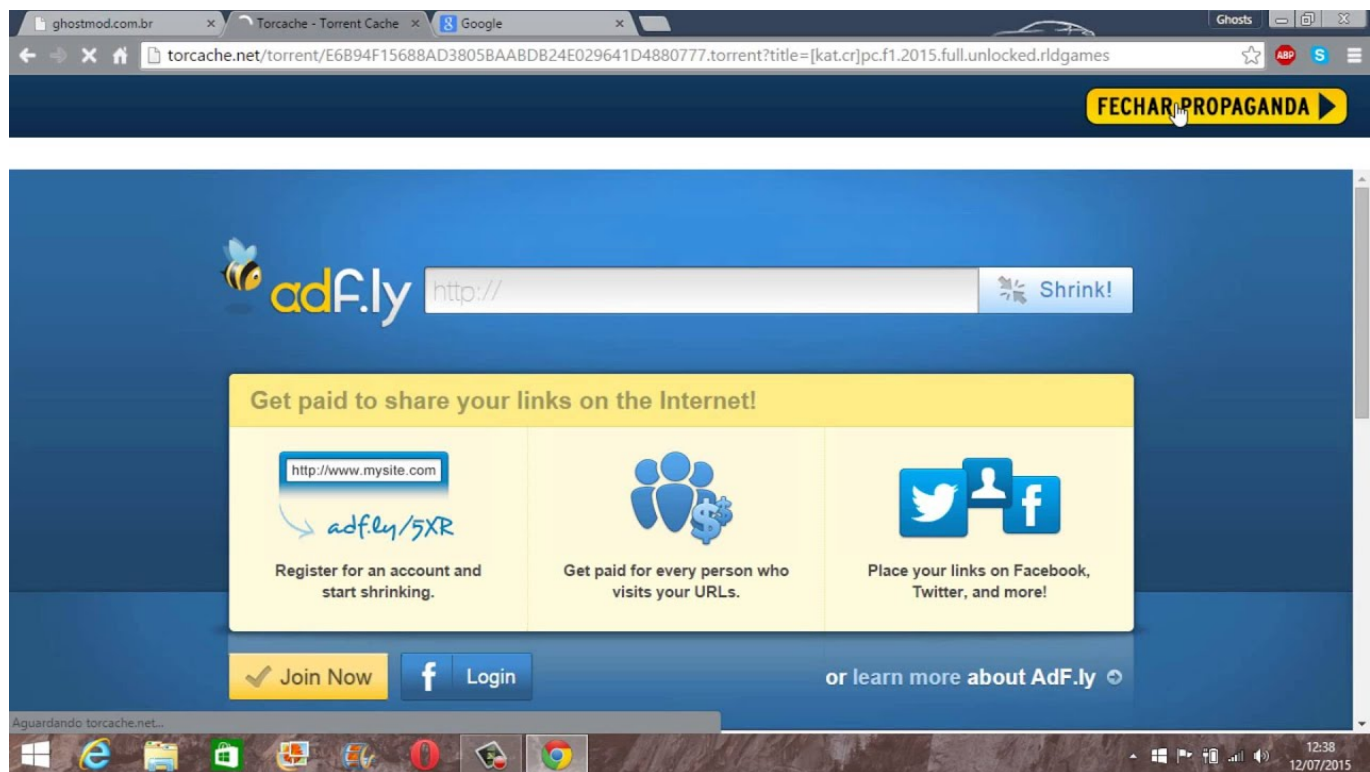 ghostmod.com.br
Torcache - Torrent Cache
Google
Ghosts
torcache.net/torrent/E6B94F15688AD3805BAABDB24E029641D4880777.torrent?title=[kat.cr]pc.f1.2015.full.unlocked.rldgames
ABP
FECHAR PROPAGANDA
adf.ly
http://
Shrink!
Get paid to share your links on the Internet!
http://www.mysite.com
adf.ly/5XR
Register for an account and
start shrinking.
Get paid for every person who
visits your URLs.
Place your links on Facebook,
Twitter, and more!
Join Now
Login
or learn more about AdF.ly
Aguardando torcache.net...
12:38
12/07/2015